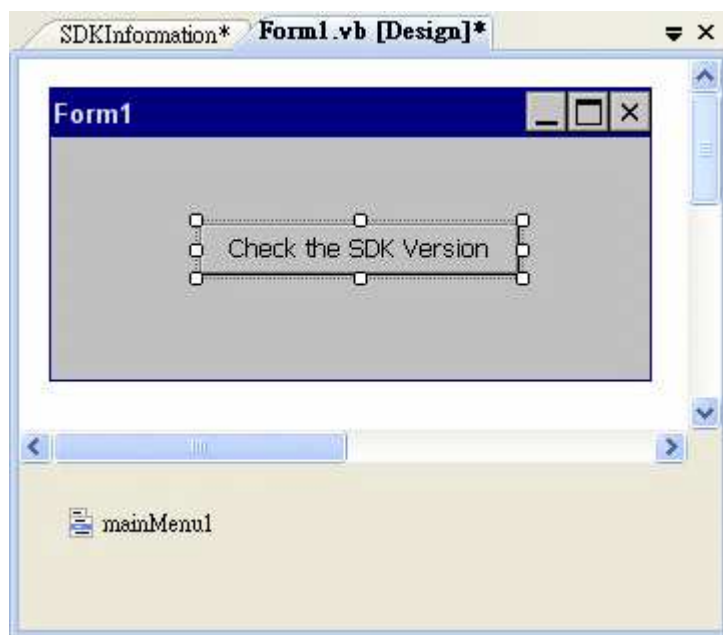 SDKInformation* Form1.vb [Design]*
Form1
Check the SDK Version
mainMenu1